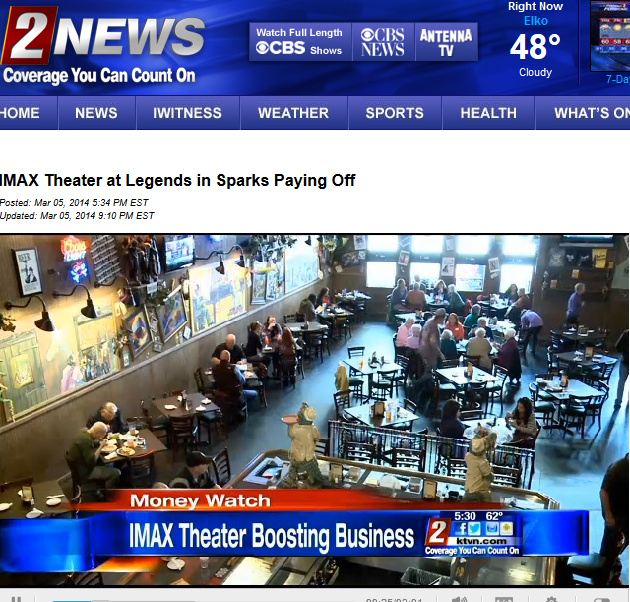 2NEWS
Coverage You Can Count On
Watch Full Length
CBS Shows
CBS NEWS
ANTENNA TV
Right Now
Elko
48°
Cloudy
7-Da
HOME NEWS IWITNESS WEATHER SPORTS HEALTH WHAT'S ON
IMAX Theater at Legends in Sparks Paying Off
Posted: Mar 05, 2014 5:34 PM EST
Updated: Mar 05, 2014 9:10 PM EST
Coors
LIGHT
BEER
Money Watch
IMAX Theater Boosting Business
2
5:30 62°
ktvn.com
Coverage You Can Count On